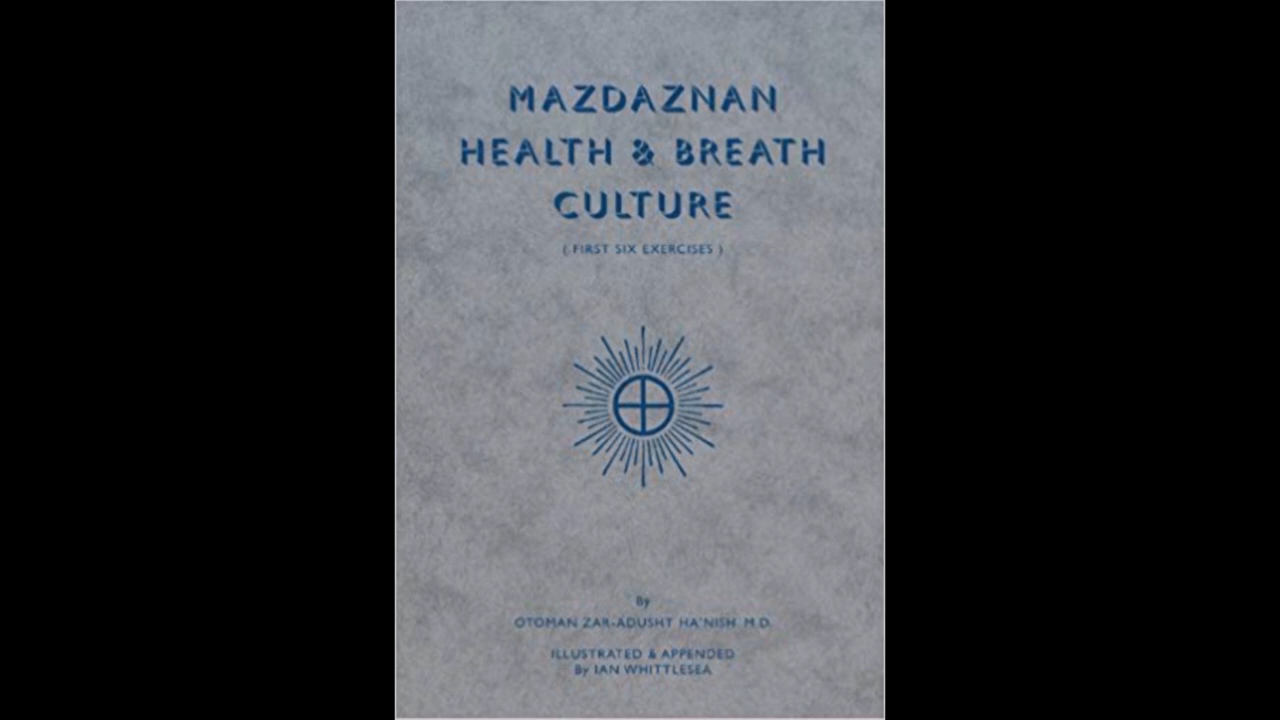 MAZDAZNAN
HEALTH & BREATH
CULTURE
(.FIRST SIX EXERCISES )
By
OTOMAN ZAR-ADUSHT HA'NISH. M.D.
ILLUSTRATED & APPENDED
By IAN WHITTLESEA